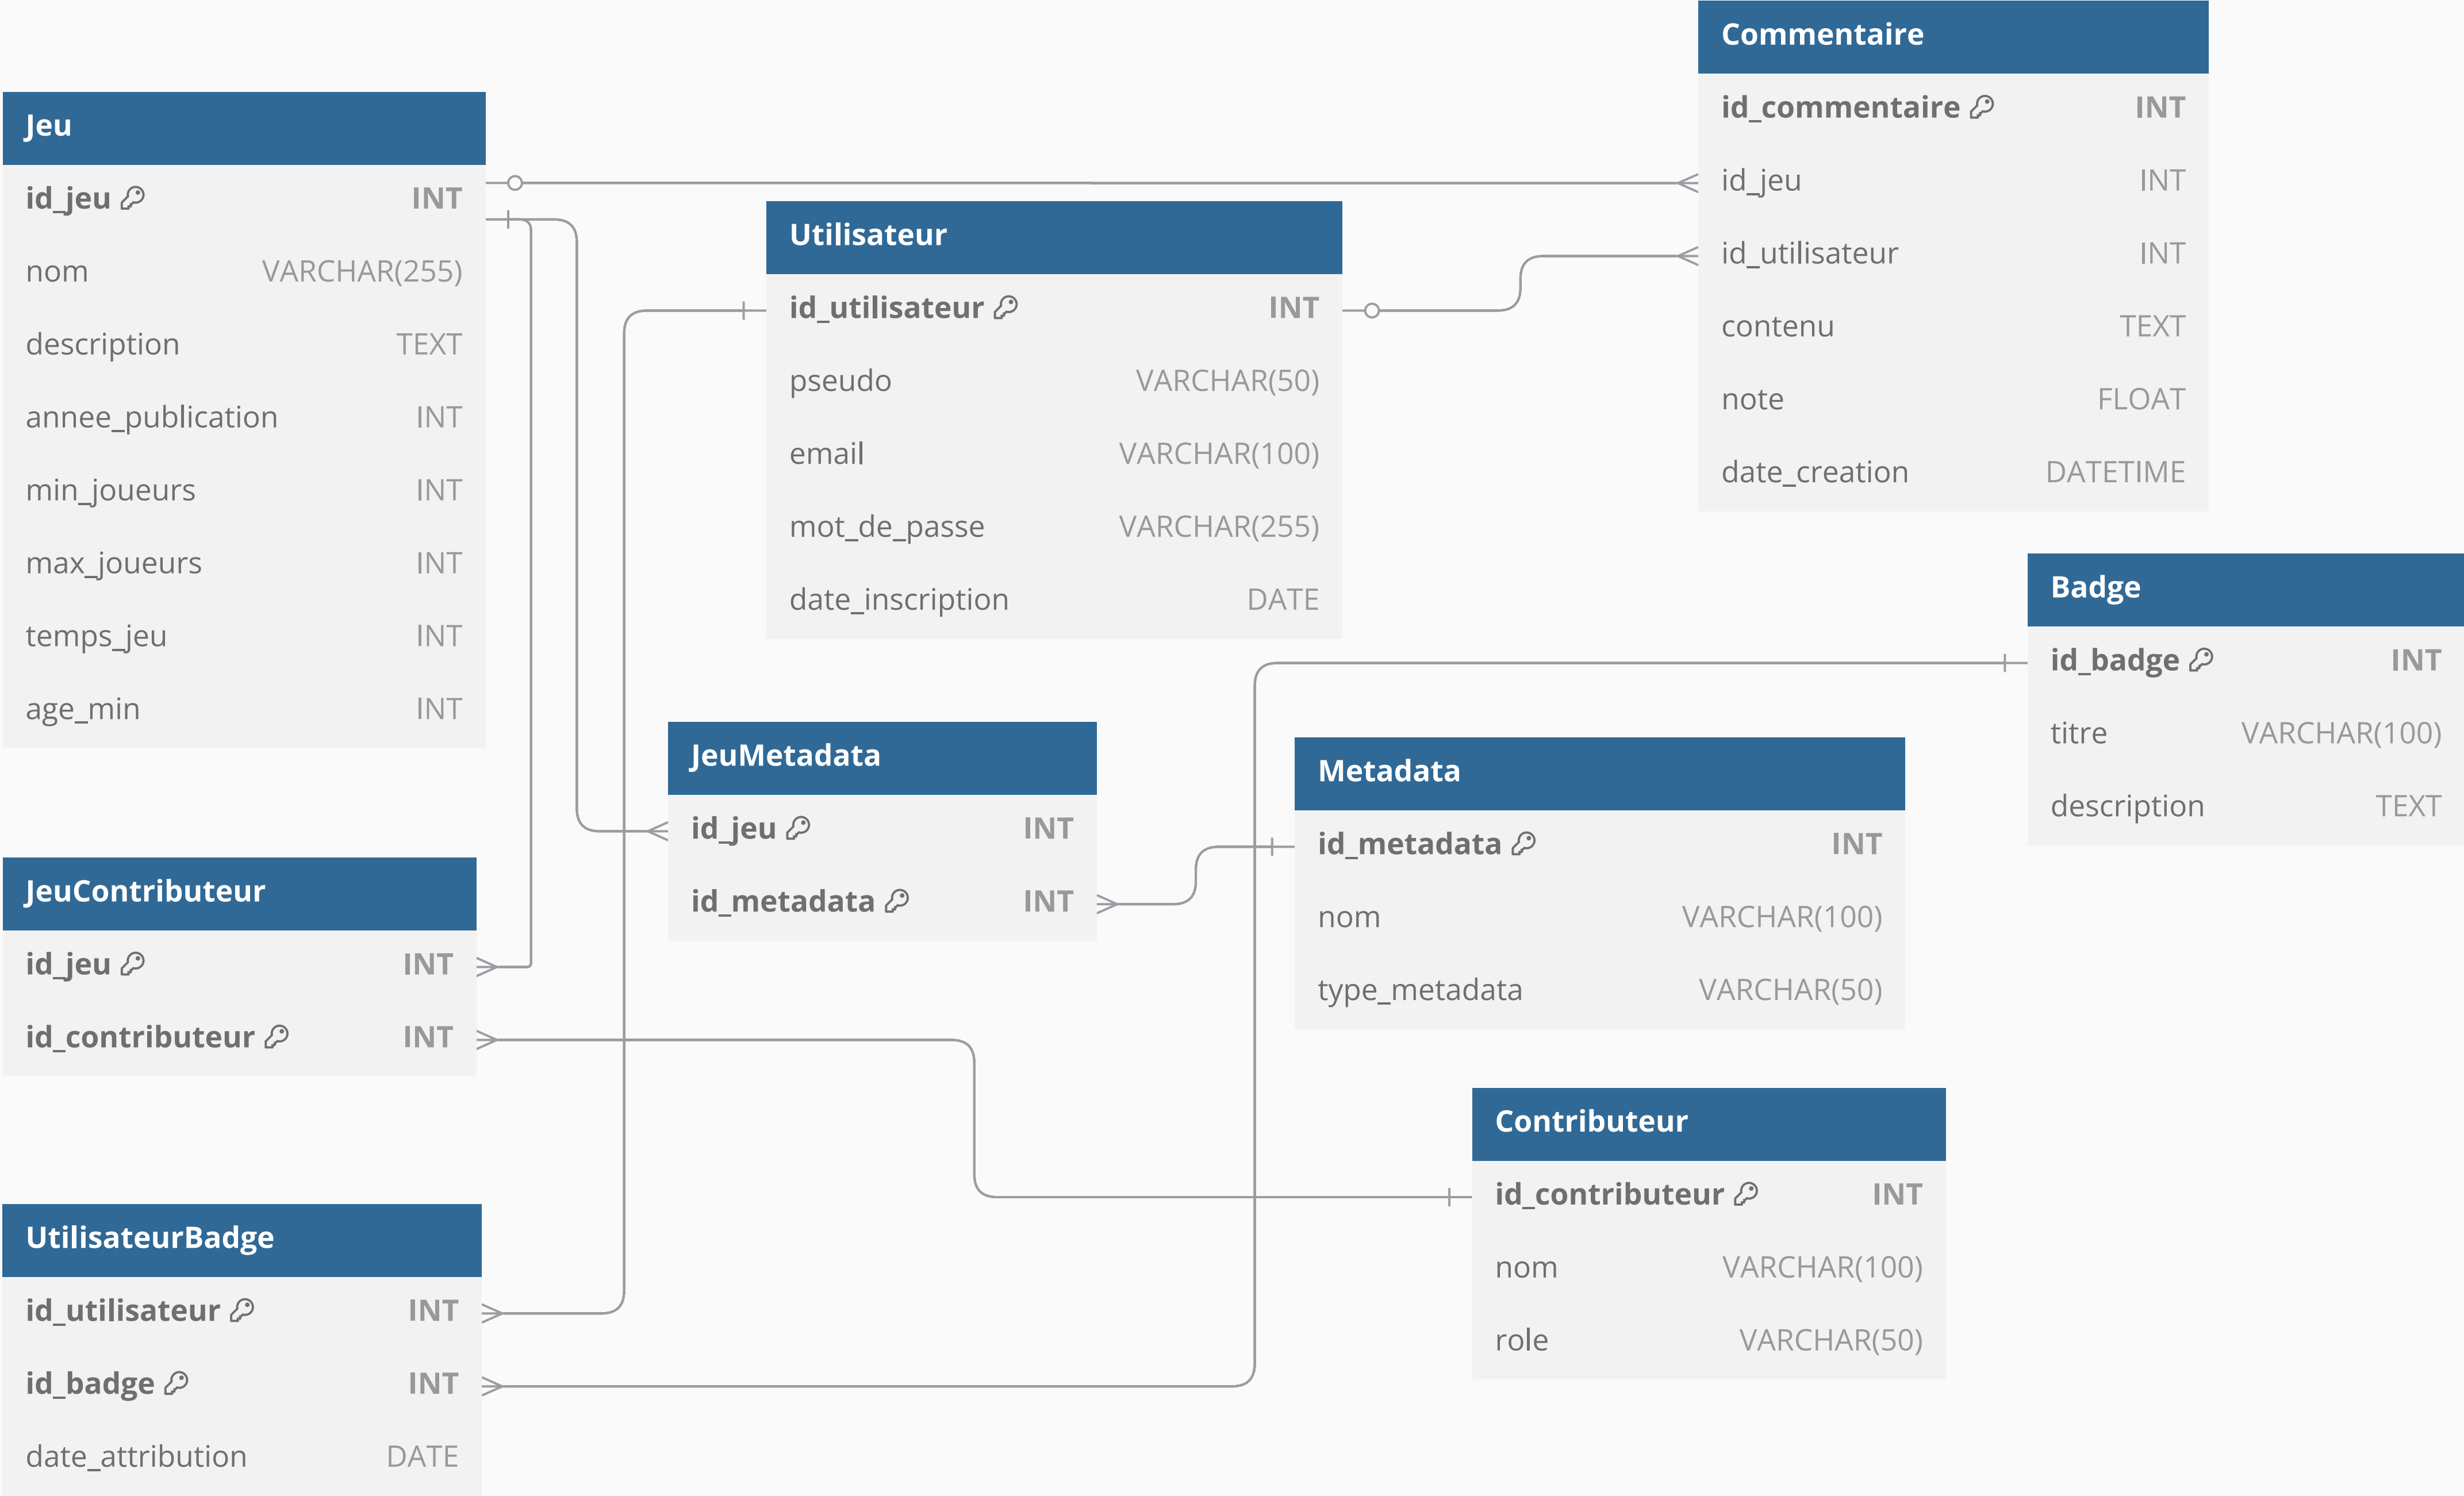 Jeu
id_jeu INT
nom VARCHAR(255)
description TEXT
annee_publication INT
min_joueurs INT
max_joueurs INT
temps_jeu INT
age_min INT
Utilisateur
id_utilisateur INT
pseudo VARCHAR(50)
email VARCHAR(100)
mot_de_passe VARCHAR(255)
date_inscription DATE
Commentaire
id_commentaire INT
id_jeu INT
id_utilisateur INT
contenu TEXT
note FLOAT
date_creation DATETIME
Badge
id_badge INT
titre VARCHAR(100)
description TEXT
JeuMetadata
id_jeu INT
id_metadata INT
Metadata
id_metadata INT
nom VARCHAR(100)
type_metadata VARCHAR(50)
JeuContributeur
id_jeu INT
id_contributeur INT
Contributeur
id_contributeur INT
nom VARCHAR(100)
role VARCHAR(50)
UtilisateurBadge
id_utilisateur INT
id_badge INT
date_attribution DATE